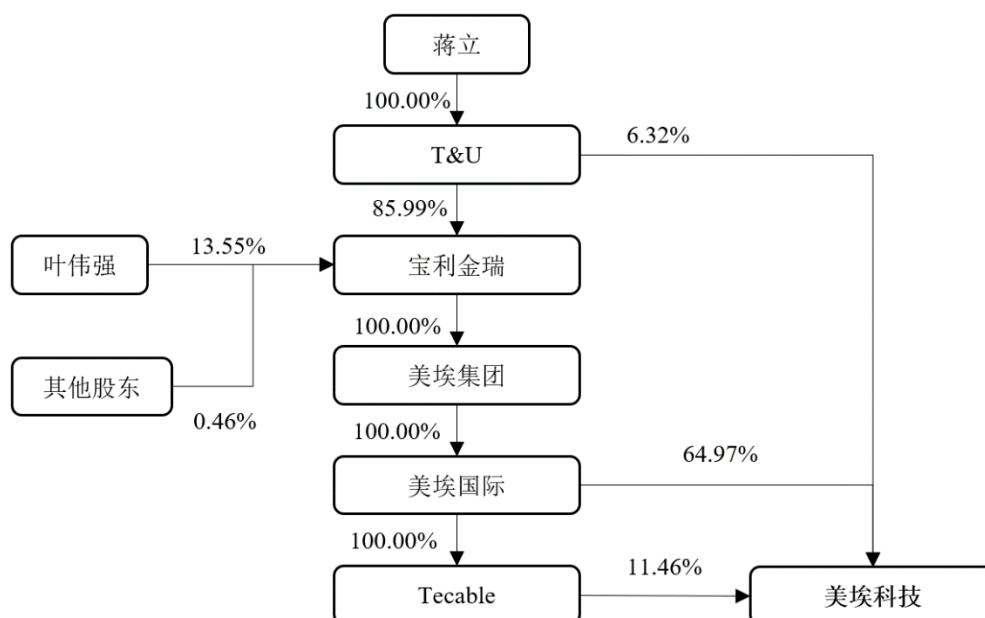 蒋立
100.00%
T&U
6.32%
85.99%
叶伟强
13.55%
宝利金瑞
100.00%
美埃集团
其他股东
0.46%
100.00%
64.97%
美埃国际
100.00%
11.46%
Tecable
美埃科技